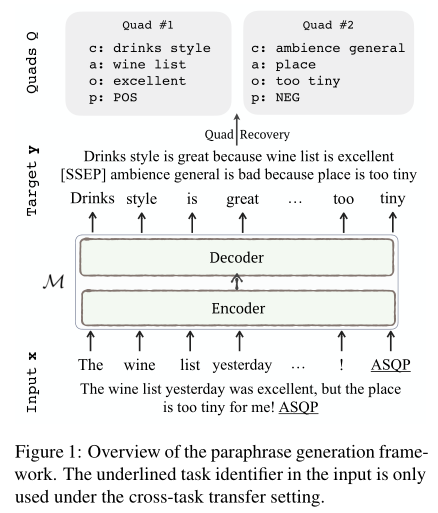 Quads Q
Quad #1
c: drinks style
a: wine list
o: excellent
p: POS
Quad #2
c: ambience general
a: place
o: too tiny
p: NEG
Quad Recovery
Target y
Drinks style is great because wine list is excellent
[SSEP] ambience general is bad because place is too tiny
Drinks style is great ... too tiny
M
Decoder
Encoder
Input x
The wine list yesterday ... ! ASQP
The wine list yesterday was excellent, but the place
is too tiny for me! ASQP
Figure 1: Overview of the paraphrase generation frame-
work. The underlined task identifier in the input is only
used under the cross-task transfer setting.